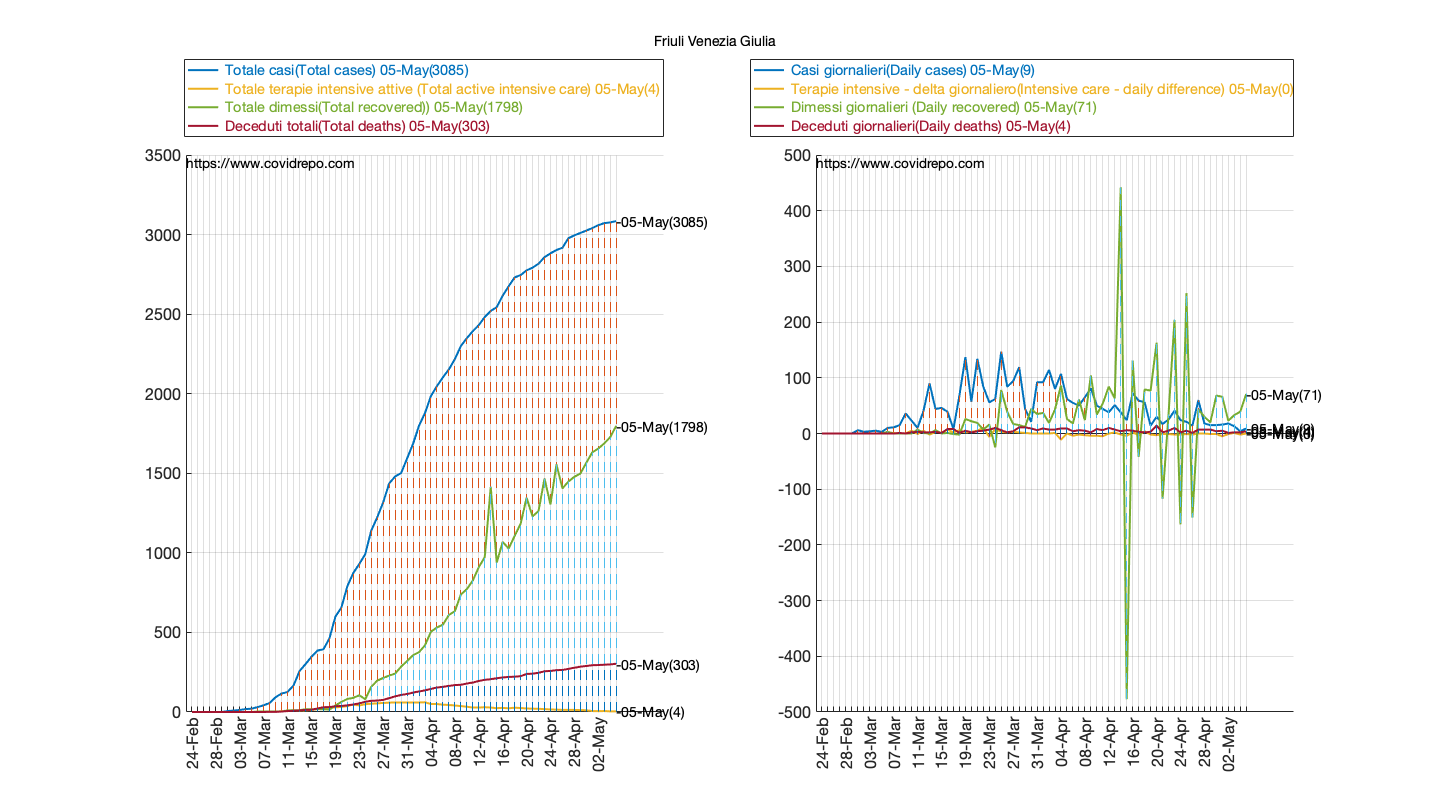 Friuli Venezia Giulia
Totale casi(Total cases) 05-May(3085)
Totale terapie intensive attive (Total active intensive care) 05-May(4)
Totale dimessi(Total recovered)) 05-May(1798)
Deceduti totali(Total deaths) 05-May(303)
https://www.covidrepo.com
3500
3000
2500
2000
1500
1000
500
0
05-May(3085)
05-May(1798)
05-May(303)
05-May(4)
24-Feb
28-Feb
03-Mar
07-Mar
11-Mar
15-Mar
19-Mar
23-Mar
27-Mar
31-Mar
04-Apr
08-Apr
12-Apr
16-Apr
20-Apr
24-Apr
28-Apr
02-May
Casi giornalieri(Daily cases) 05-May(9)
Terapie intensive - delta giornaliero(Intensive care - daily difference) 05-May(0)
Dimessi giornalieri (Daily recovered) 05-May(71)
Deceduti giornalieri(Daily deaths) 05-May(4)
https://www.covidrepo.com
500
400
300
200
100
0
-100
-200
-300
-400
-500
05-May(71)
24-Feb
28-Feb
03-Mar
07-Mar
11-Mar
15-Mar
19-Mar
23-Mar
27-Mar
31-Mar
04-Apr
08-Apr
12-Apr
16-Apr
20-Apr
24-Apr
28-Apr
02-May